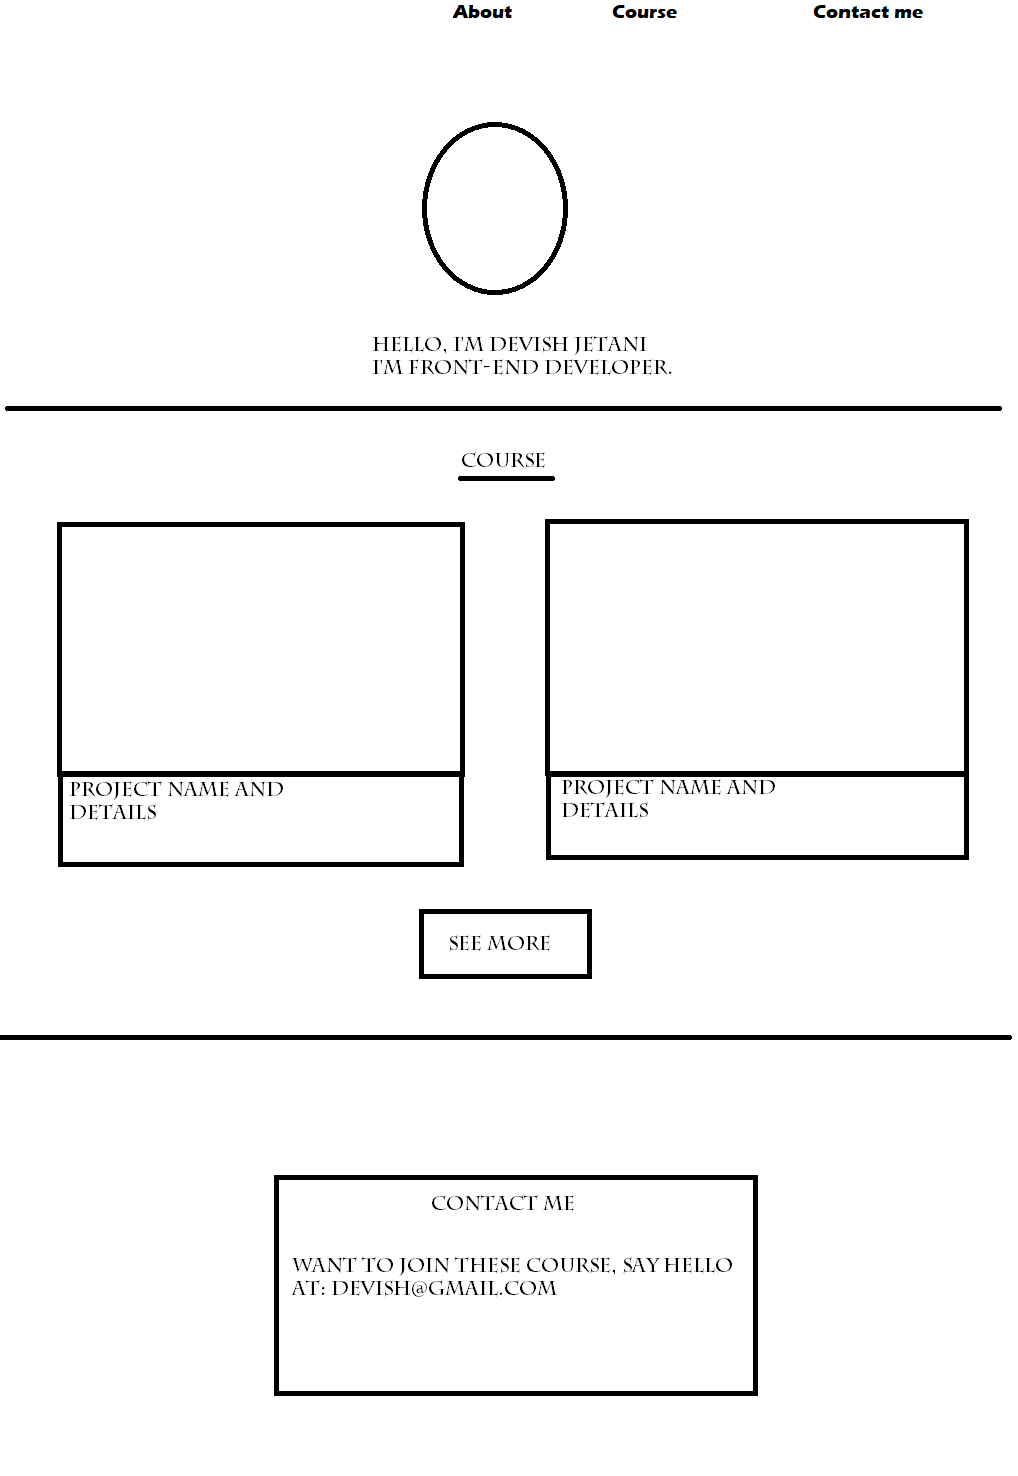 About Course Contact me
HELLO, I'M DEVISH JETANI
I'M FRONT-END DEVELOPER.
COURSE
PROJECT NAME AND
DETAILS
PROJECT NAME AND
DETAILS
SEE MORE
CONTACT ME
WANT TO JOIN THESE COURSE, SAY HELLO
AT: DEVISH@GMAIL.COM